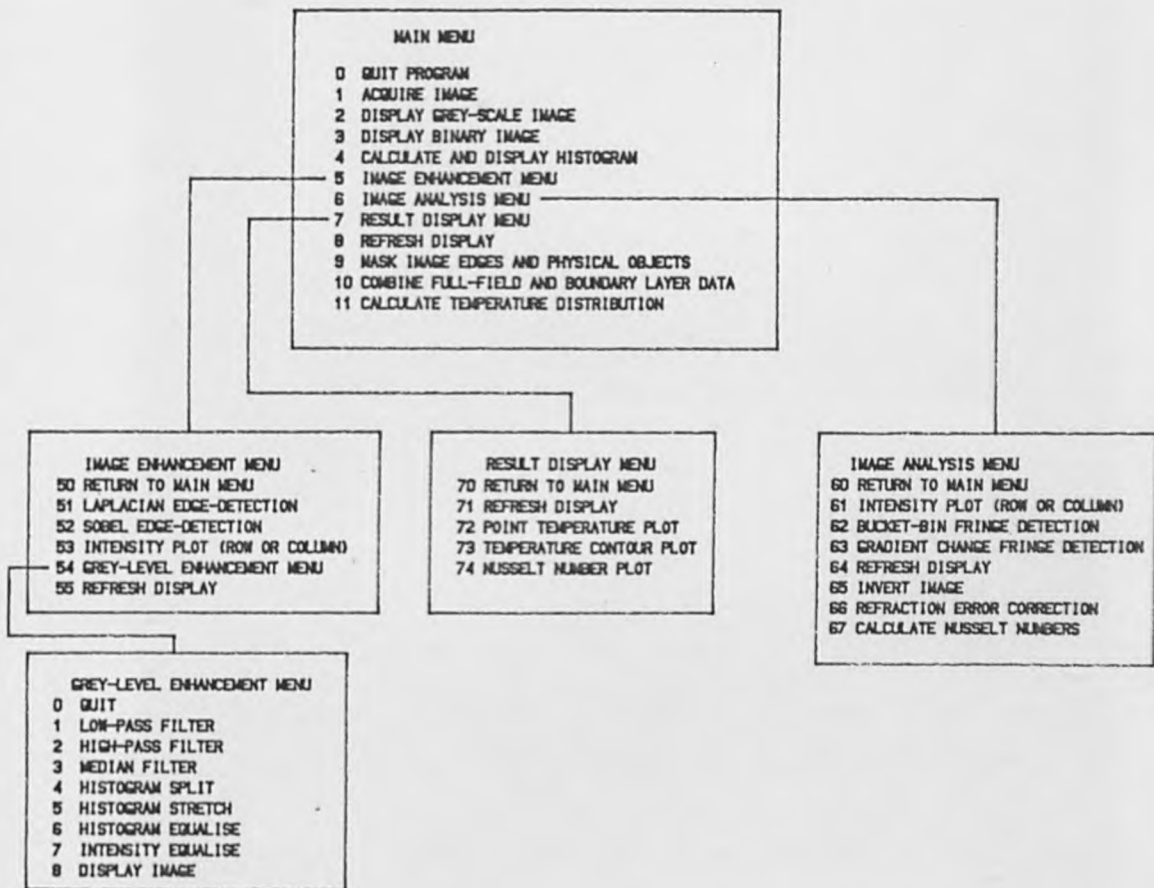 MAIN MENU
0 QUIT PROGRAM
1 ACQUIRE IMAGE
2 DISPLAY GREY-SCALE IMAGE
3 DISPLAY BINARY IMAGE
4 CALCULATE AND DISPLAY HISTOGRAM
5 IMAGE ENHANCEMENT MENU
6 IMAGE ANALYSIS MENU
7 RESULT DISPLAY MENU
8 REFRESH DISPLAY
9 MASK IMAGE EDGES AND PHYSICAL OBJECTS
10 COMBINE FULL-FIELD AND BOUNDARY LAYER DATA
11 CALCULATE TEMPERATURE DISTRIBUTION
IMAGE ENHANCEMENT MENU
50 RETURN TO MAIN MENU
51 LAPLACIAN EDGE-DETECTION
52 SOBEL EDGE-DETECTION
53 INTENSITY PLOT (ROW OR COLUMN)
54 GREY-LEVEL ENHANCEMENT MENU
55 REFRESH DISPLAY
RESULT DISPLAY MENU
70 RETURN TO MAIN MENU
71 REFRESH DISPLAY
72 POINT TEMPERATURE PLOT
73 TEMPERATURE CONTOUR PLOT
74 NUSSELT NUMBER PLOT
IMAGE ANALYSIS MENU
60 RETURN TO MAIN MENU
61 INTENSITY PLOT (ROW OR COLUMN)
62 BUCKET-BIN FRINGE DETECTION
63 GRADIENT CHANGE FRINGE DETECTION
64 REFRESH DISPLAY
65 INVERT IMAGE
66 REFRACTION ERROR CORRECTION
67 CALCULATE NUSSELT NUMBERS
GREY-LEVEL ENHANCEMENT MENU
0 QUIT
1 LOW-PASS FILTER
2 HIGH-PASS FILTER
3 MEDIAN FILTER
4 HISTOGRAM SPLIT
5 HISTOGRAM STRETCH
6 HISTOGRAM EQUALISE
7 INTENSITY EQUALISE
8 DISPLAY IMAGE